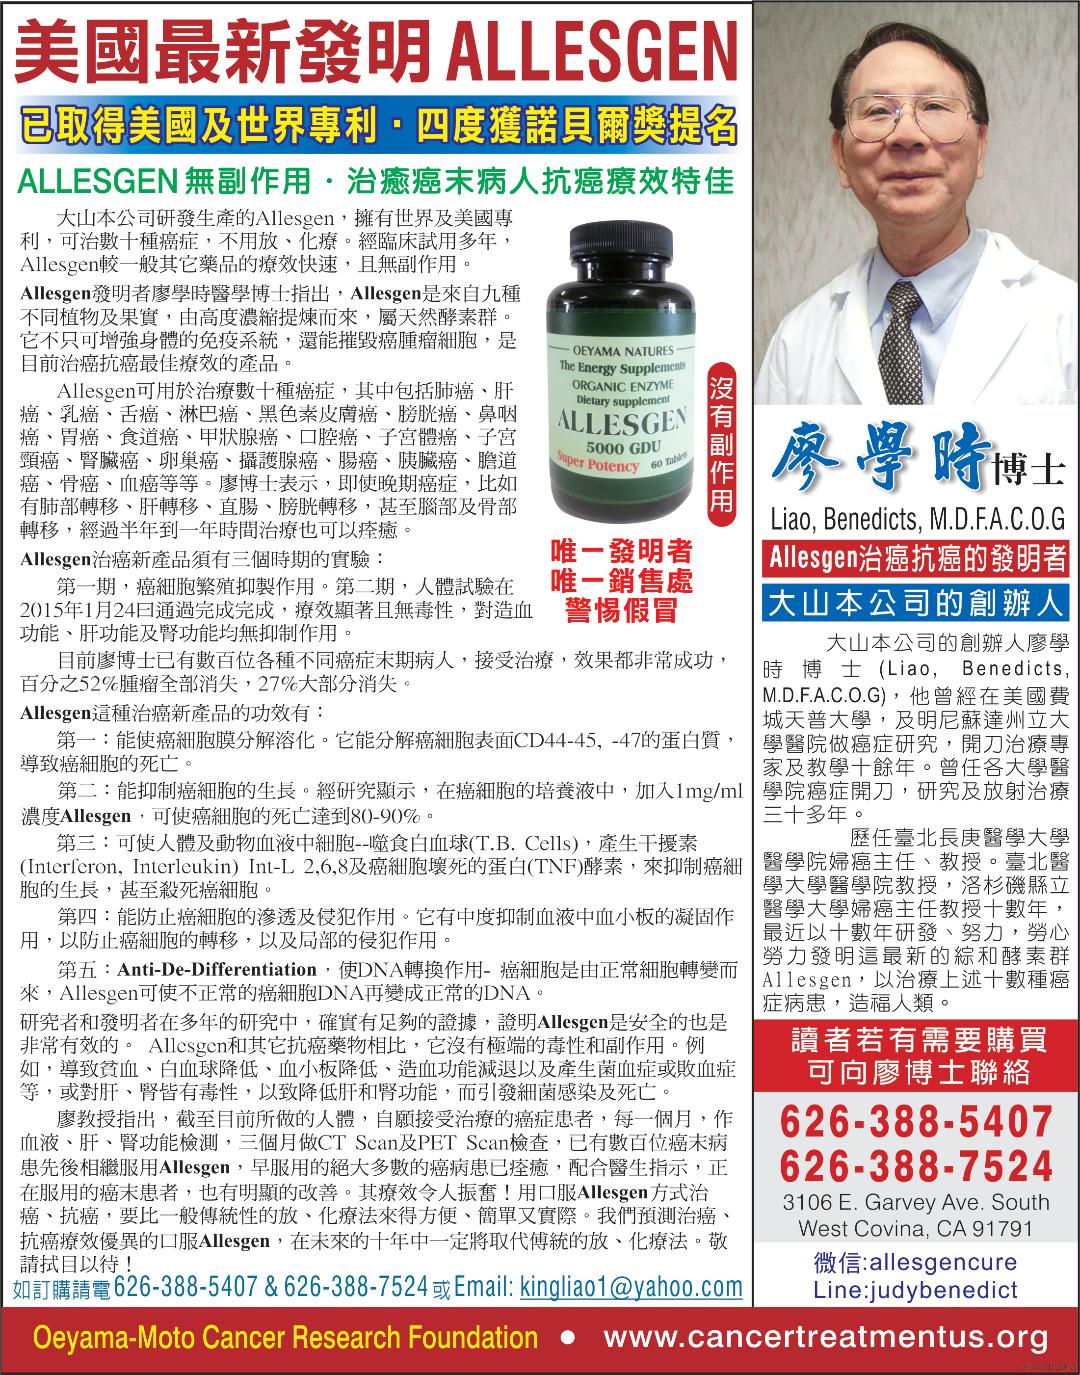 美國最新發明 ALLESGEN
已取得美國及世界專利·四度獲諾貝爾獎提名
ALLESGEN 無副作用·治癒癌末病人抗癌療效特佳
大山本公司研發生產的Allesgen，擁有世界及美國專
利，可治數十種癌症，不用放、化療。經臨床試用多年，
Allesgen較一般其它藥品的療效快速，且無副作用。
Allesgen發明者廖學時醫學博士指出，Allesgen是來自九種
不同植物及果實，由高度濃縮提煉而來，屬天然酵素群。
它不只可增強身體的免疫系統，還能摧毀癌腫瘤細胞，是
目前治癌抗癌最佳療效的產品。
Allesgen可用於治療數十種癌症，其中包括肺癌、肝
癌、乳癌、舌癌、淋巴癌、黑色素皮膚癌、膀胱癌、鼻咽
癌、胃癌、食道癌、甲狀腺癌、口腔癌、子宮體癌、子宮
頸癌、腎臟癌、卵巢癌、攝護腺癌、腸癌、胰臟癌、膽道
癌、骨癌、血癌等等。廖博士表示，即使晚期癌症，比如
有肺部轉移、肝轉移、直腸、膀胱轉移，甚至腦部及骨部
轉移，經過半年到一年時間治療也可以痊癒。
Allesgen治癌新產品須有三個時期的實驗：
第一期，癌細胞繁殖抑製作用。第二期，人體試驗在
2015年1月24曰通過完成完成，療效顯著且無毒性，對造血
功能、肝功能及腎功能均無抑制作用。
目前廖博士已有數百位各種不同癌症末期病人，接受治療，效果都非常成功，
百分之52%腫瘤全部消失，27%大部分消失。
Allesgen這種治癌新產品的功效有：
第一：能使癌細胞膜分解溶化。它能分解癌細胞表面CD44-45, -47的蛋白質，
導致癌細胞的死亡。
第二：能抑制癌細胞的生長。經研究顯示，在癌細胞的培養液中，加入1mg/ml
濃度Allesgen，可使癌細胞的死亡達到80-90%。
第三：可使人體及動物血液中細胞--噬食白血球(T.B. Cells)，產生干擾素
(Interferon, Interleukin) Int-L 2,6,8及癌細胞壞死的蛋白(TNF)酵素，來抑制癌細
胞的生長，甚至殺死癌細胞。
第四：能防止癌細胞的滲透及侵犯作用。它有中度抑制血液中血小板的凝固作
用，以防止癌細胞的轉移，以及局部的侵犯作用。
第五：Anti-De-Differentiation，使DNA轉換作用- 癌細胞是由正常細胞轉變而
來，Allesgen可使不正常的癌細胞DNA再變成正常的DNA。
研究者和發明者在多年的研究中，確實有足夠的證據，證明Allesgen是安全的也是
非常有效的。 Allesgen和其它抗癌藥物相比，它沒有極端的毒性和副作用。例
如，導致貧血、白血球降低、血小板降低、造血功能減退以及產生菌血症或敗血症
等，或對肝、腎皆有毒性，以致降低肝和腎功能，而引發細菌感染及死亡。
廖教授指出，截至目前所做的人體，自願接受治療的癌症患者，每一個月，作
血液、肝、腎功能檢測，三個月做CT Scan及PET Scan檢查，已有數百位癌末病
患先後相繼服用Allesgen，早服用的絕大多數的癌病患已痊癒，配合醫生指示，正
在服用的癌末患者，也有明顯的改善。其療效令人振奮！用口服Allesgen方式治
癌、抗癌，要比一般傳統性的放、化療法來得方便、簡單又實際。我們預測治癌、
抗癌療效優異的口服Allesgen，在未來的十年中一定將取代傳統的放、化療法。敬
請拭目以待！
如訂購請電 626-388-5407 & 626-388-7524 或 Email: kingliao1@yahoo.com
OEYAMA NATURES
The Energy Supplements
ORGANIC ENZYME
Dietary supplement
ALLESGEN
5000 GDU
Super Potency 60 Tablets
沒有副作用
唯一發明者
唯一銷售處
警惕假冒
廖學時博士
Liao, Benedicts, M.D.F.A.C.O.G
Allesgen治癌抗癌的發明者
大山本公司的創辦人
大山本公司的創辦人廖學
時博士(Liao, Benedicts,
M.D.F.A.C.O.G)，他曾經在美國費
城天普大學，及明尼蘇達州立大
學醫院做癌症研究，開刀治療專
家及教學十餘年。曾任各大學醫
學院癌症開刀，研究及放射治療
三十多年。
歷任臺北長庚醫學大學
醫學院婦癌主任、教授。臺北醫
學大學醫學院教授，洛杉磯縣立
醫學大學婦癌主任教授十數年，
最近以十數年研發、努力，勞心
勞力發明這最新的綜和酵素群
Allesgen，以治療上述十數種癌
症病患，造福人類。
讀者若有需要購買
可向廖博士聯絡
626-388-5407
626-388-7524
3106 E. Garvey Ave. South
West Covina, CA 91791
微信:allesgencure
Line:judybenedict
Oeyama-Moto Cancer Research Foundation ● www.cancertreatmentus.org